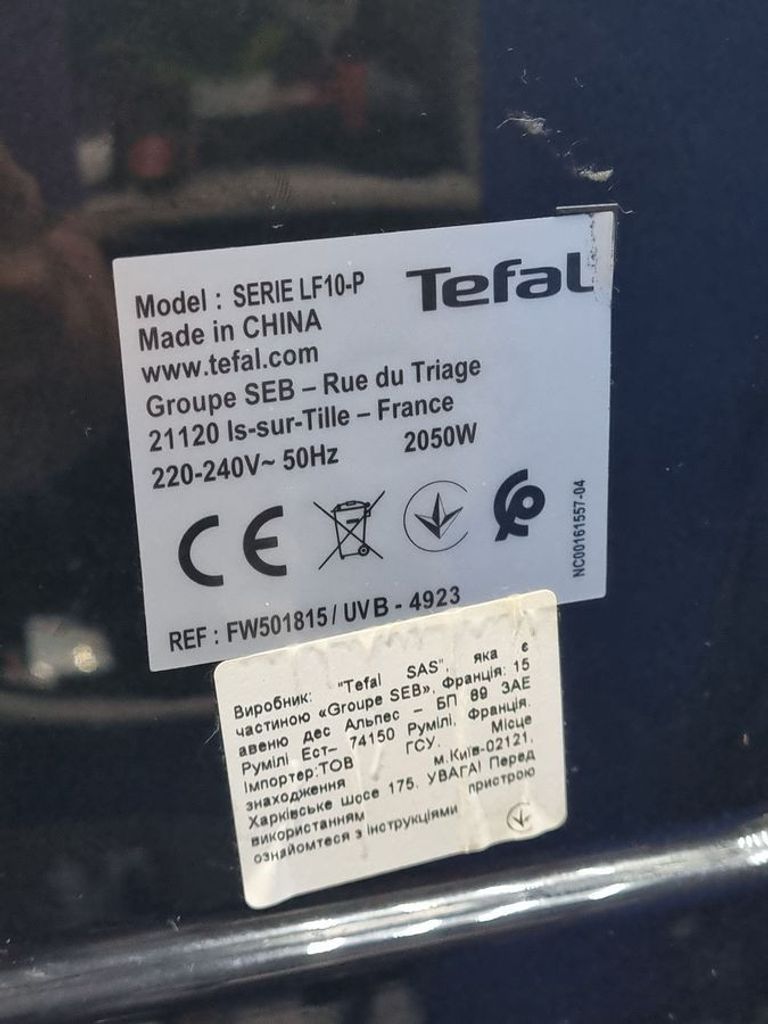 Tefal
Model : SERIE LF10-P
Made in CHINA
www.tefal.com
Groupe SEB – Rue du Triage
21120 Is-sur-Tille – France
220-240V~ 50Hz 2050W
CE
NC00161557-04
REF : FW501815 / UVB - 4923
Виробник: "Tefal SAS", яка є
частиною «Groupe SEB», Франція: 15
авеню дес Альпес – БП 89 ЗАЕ
Румілі Ест– 74150 Румілі, Франція.
Імпортер:ТОВ ГСУ. Місце
знаходження м.Київ-02121,
Харківське шосе 175. УВАГА! Перед
використанням пристрою
ознайомтеся з інструкціями